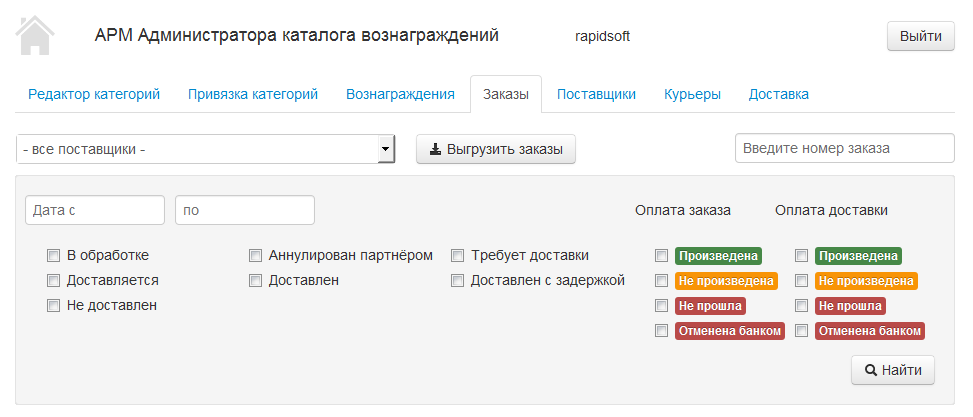 АРМ Администратора каталога вознаграждений rapidsoft Выйти
Редактор категорий Привязка категорий Вознаграждения Заказы Поставщики Курьеры Доставка
- все поставщики - Выгрузить заказы Введите номер заказа
Дата с по Оплата заказа Оплата доставки
В обработке Аннулирован партнёром Требует доставки Произведена Произведена
Доставляется Доставлен Доставлен с задержкой Не произведена Не произведена
Не доставлен Не прошла Не прошла
Отменена банком Отменена банком
Найти